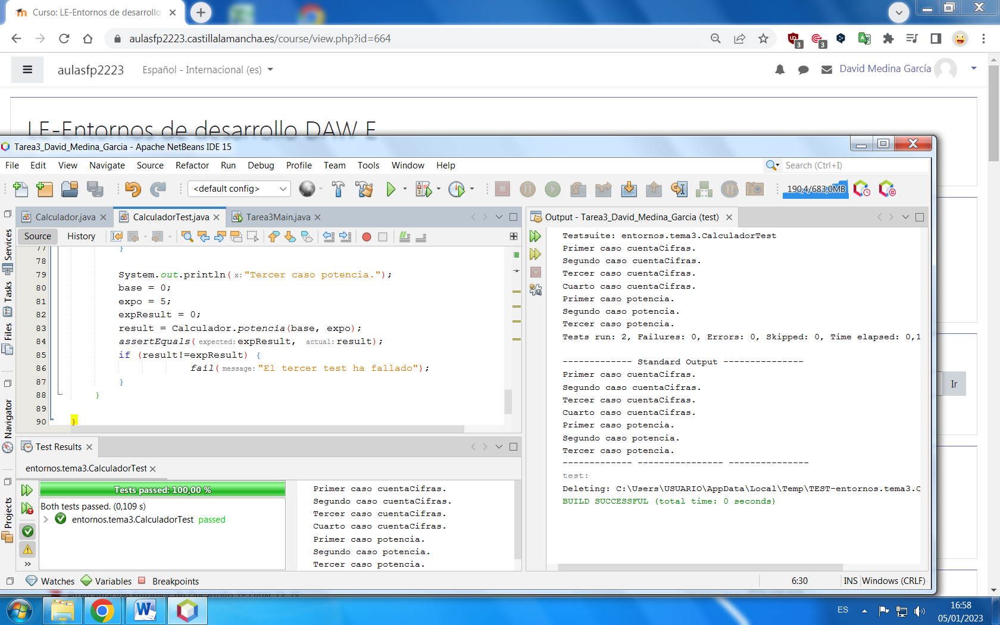 Curso: LE-Entornos de desarrollo
aulasfp2223.castillalamancha.es/course/view.php?id=664
3
3
aulasfp2223
Español - Internacional (es)
David Medina García
LE-Entornos de desarrollo DAW E
Tarea3_David_Medina_Garcia - Apache NetBeans IDE 15
File Edit View Navigate Source Refactor Run Debug Profile Team Tools Window Help
Search (Ctrl+I)
<default config>
190,4/683,0MB
Calculador.java
CalculadorTest.java
Tarea3Main.java
Source History
77 }
78
79 System.out.println(x:"Tercer caso potencia.");
80 base = 0;
81 expo = 5;
82 expResult = 0;
83 result = Calculador.potencia(base, expo);
84 assertEquals(expected:expResult, actual:result);
85 if (result!=expResult) {
86 fail(message:"El tercer test ha fallado");
87 }
88 }
89
90 }
Services
Tasks
Files
Navigator
Projects
Test Results
entornos.tema3.CalculadorTest
Tests passed: 100,00 %
Both tests passed. (0,109 s)
entornos.tema3.CalculadorTest passed
Primer caso cuentaCifras.
Segundo caso cuentaCifras.
Tercer caso cuentaCifras.
Cuarto caso cuentaCifras.
Primer caso potencia.
Segundo caso potencia.
Tercer caso potencia.
Output - Tarea3_David_Medina_Garcia (test)
Testsuite: entornos.tema3.CalculadorTest
Primer caso cuentaCifras.
Segundo caso cuentaCifras.
Tercer caso cuentaCifras.
Cuarto caso cuentaCifras.
Primer caso potencia.
Segundo caso potencia.
Tercer caso potencia.
Tests run: 2, Failures: 0, Errors: 0, Skipped: 0, Time elapsed: 0,1
------------- Standard Output ---------------
Primer caso cuentaCifras.
Segundo caso cuentaCifras.
Tercer caso cuentaCifras.
Cuarto caso cuentaCifras.
Primer caso potencia.
Segundo caso potencia.
Tercer caso potencia.
------------- ---------------- ---------------
test:
Deleting: C:\Users\USUARIO\AppData\Local\Temp\TEST-entornos.tema3.C
BUILD SUCCESSFUL (total time: 0 seconds)
Ir
Watches Variables Breakpoints
6:30 INS Windows (CRLF)
ES
16:58
05/01/2023